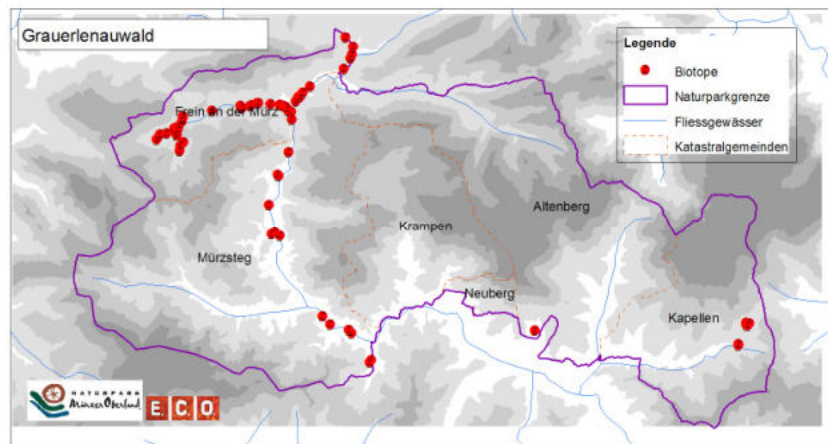 Grauerlenauwald
Legende
Biotope
Naturparkgrenze
Fliessgewässer
Katastralgemeinden
Frein an der Mürz
Altenberg
Krampen
Mürzsteg
Neuberg
Kapellen
NATURPARK
Mürzer Oberland
E.C.O.